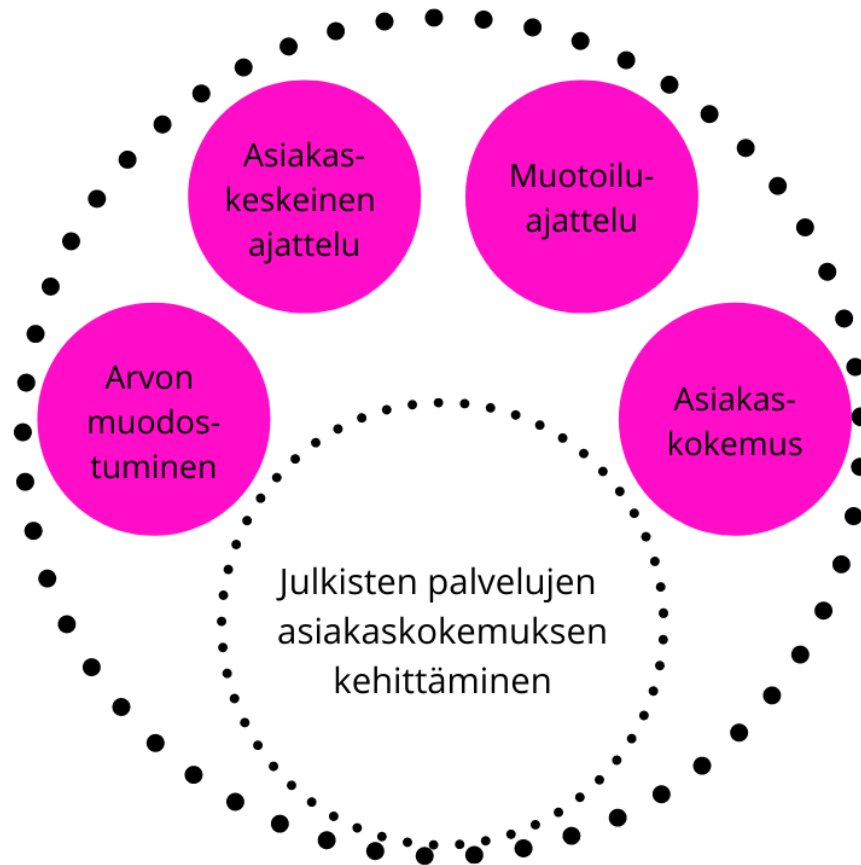 Asiakas-
keskeinen
ajattelu
Muotoilu-
ajattelu
Arvon
muodos-
tuminen
Asiakas-
kokemus
Julkisten palvelujen
asiakaskokemuksen
kehittäminen